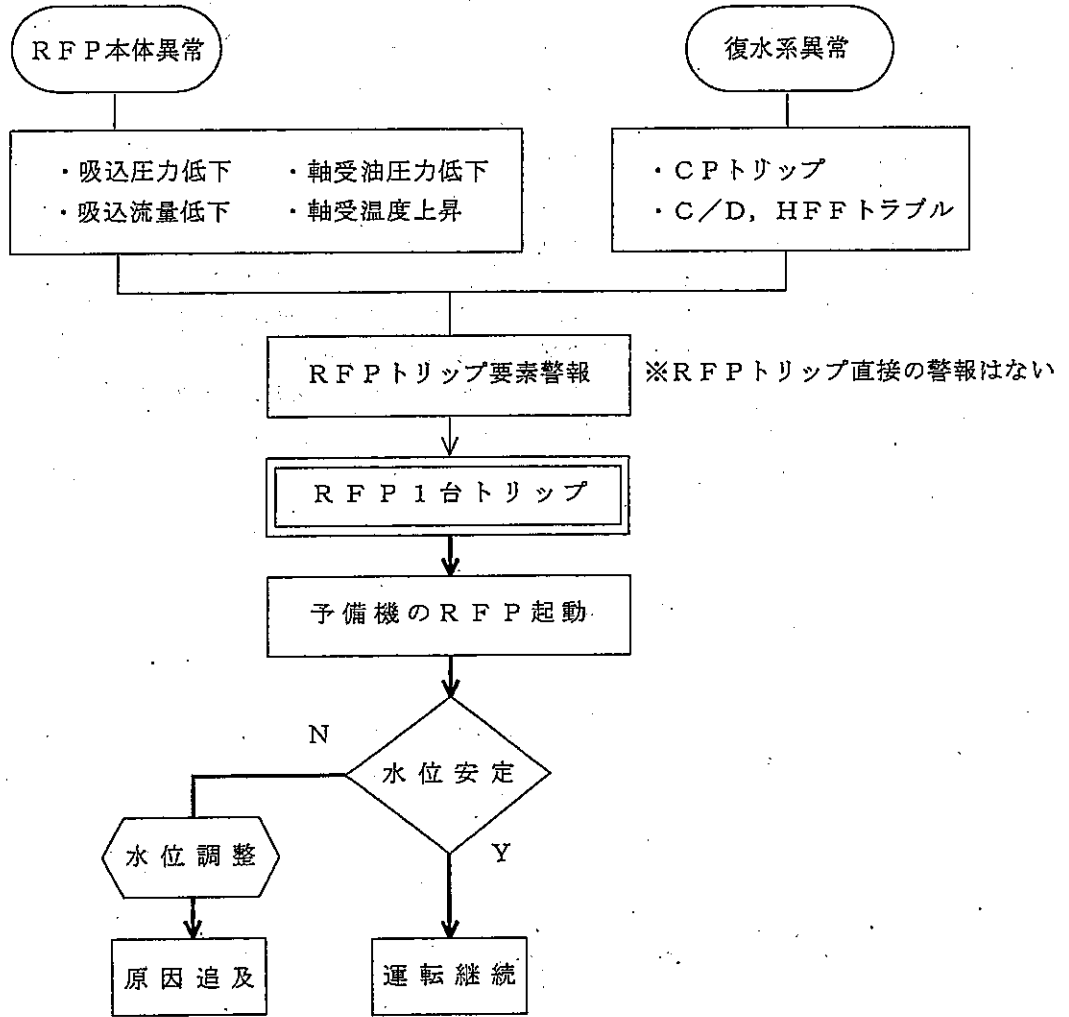 RFP本体異常
復水系異常
・吸込圧力低下 ・軸受油圧力低下
・吸込流量低下 ・軸受温度上昇
・CPトリップ
・C/D, HFFトラブル
RFPトリップ要素警報
※RFPトリップ直接の警報はない
RFP1台トリップ
予備機のRFP起動
N
水位安定
Y
水位調整
原因追及
運転継続